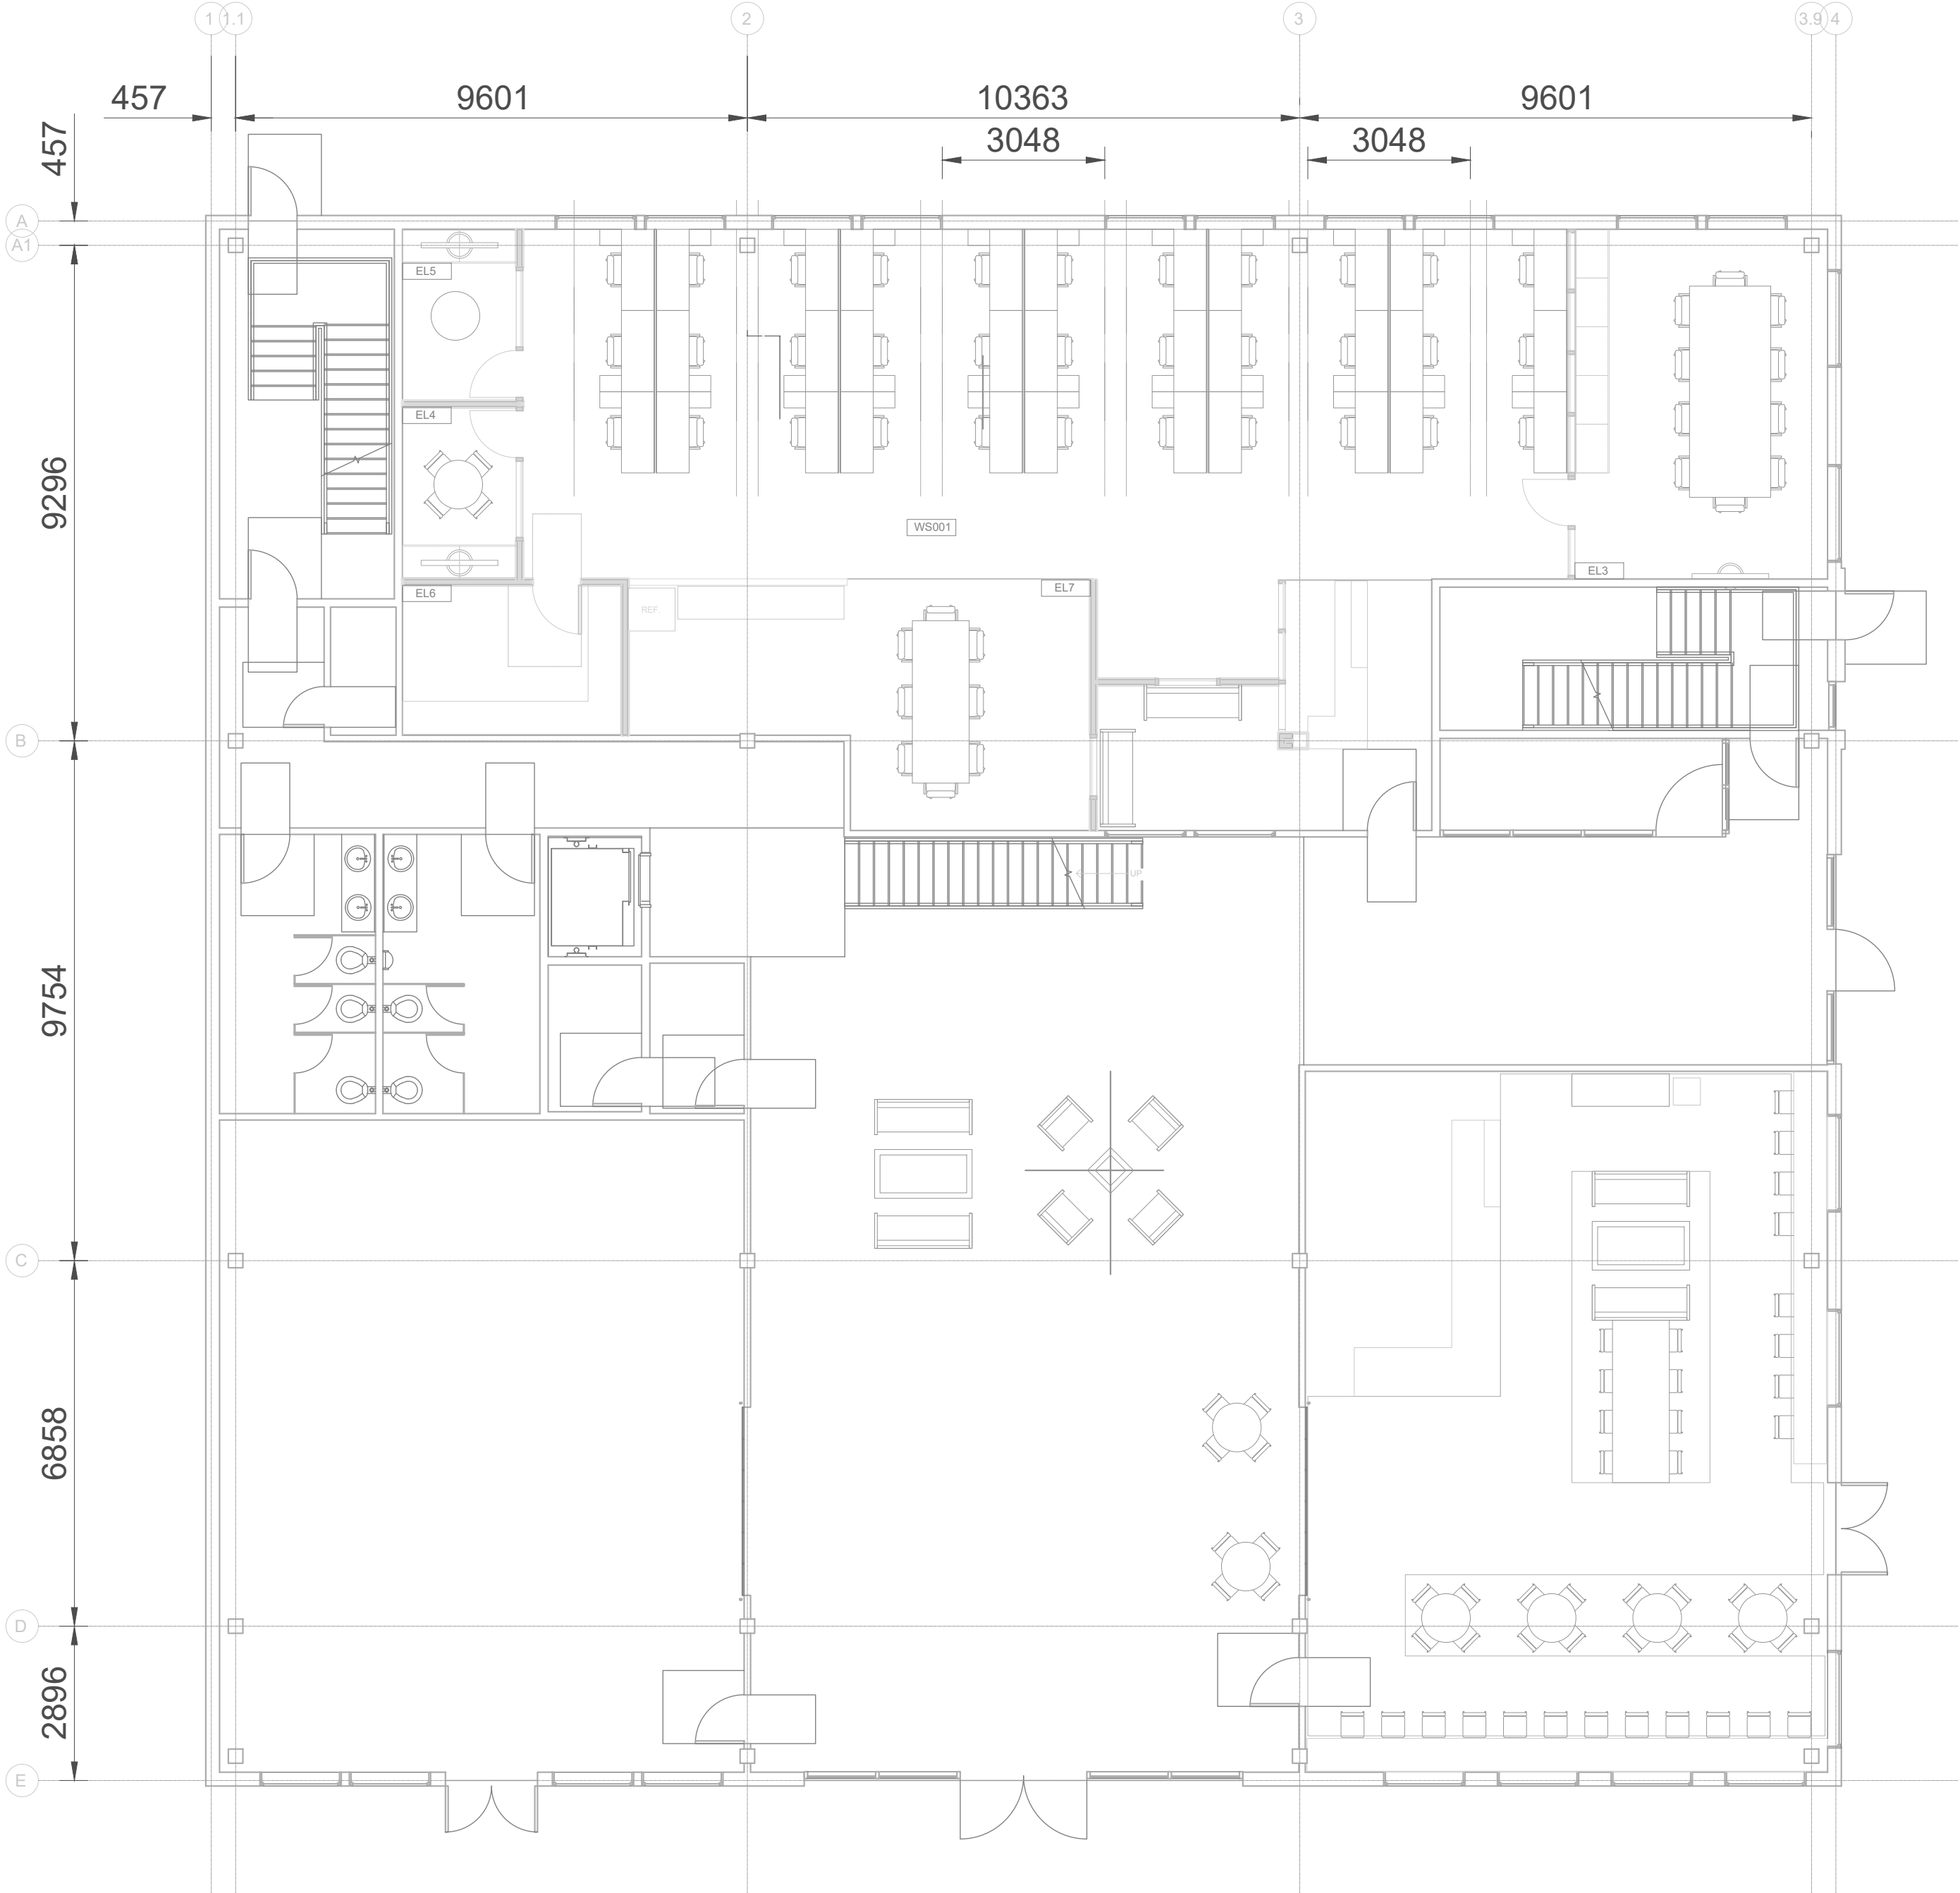 1 1.1 2 3 3.9 4
457 9601 10363 9601
3048 3048
457
A
A1
EL5
EL4
9296
WS001
EL3
EL6 EL7
REF.
B
UP
9754
C
6858
D
2896
E